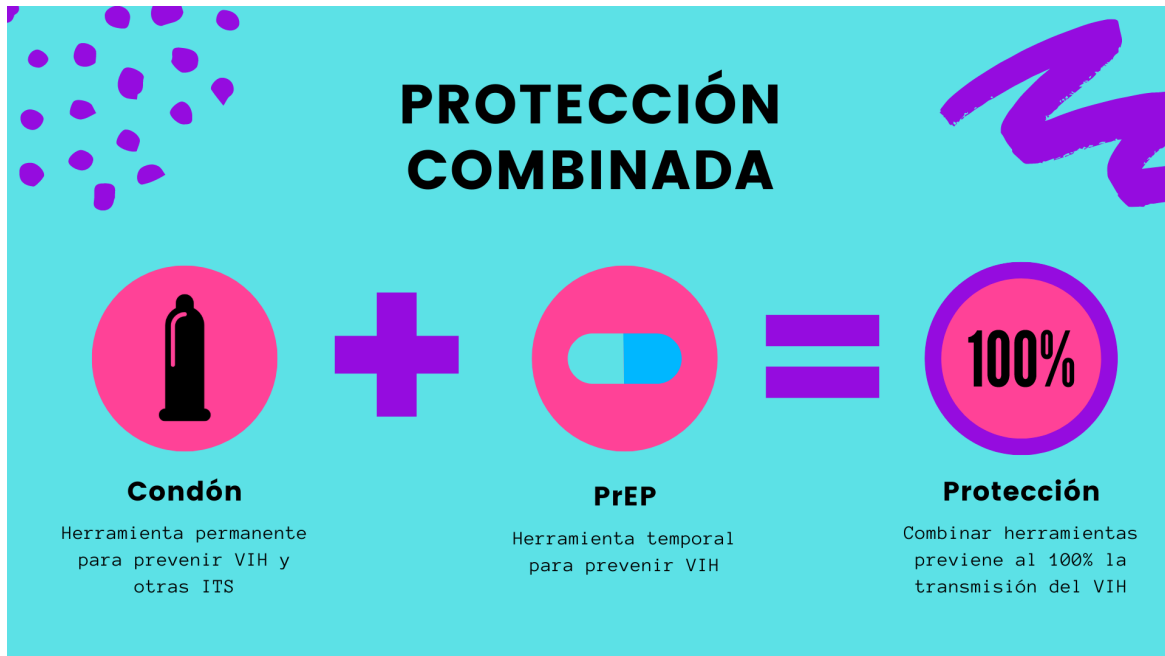 PROTECCIÓN
COMBINADA
100%
Condón
Herramienta permanente
para prevenir VIH y
otras ITS
PrEP
Herramienta temporal
para prevenir VIH
Protección
Combinar herramientas
previene al 100% la
transmisión del VIH